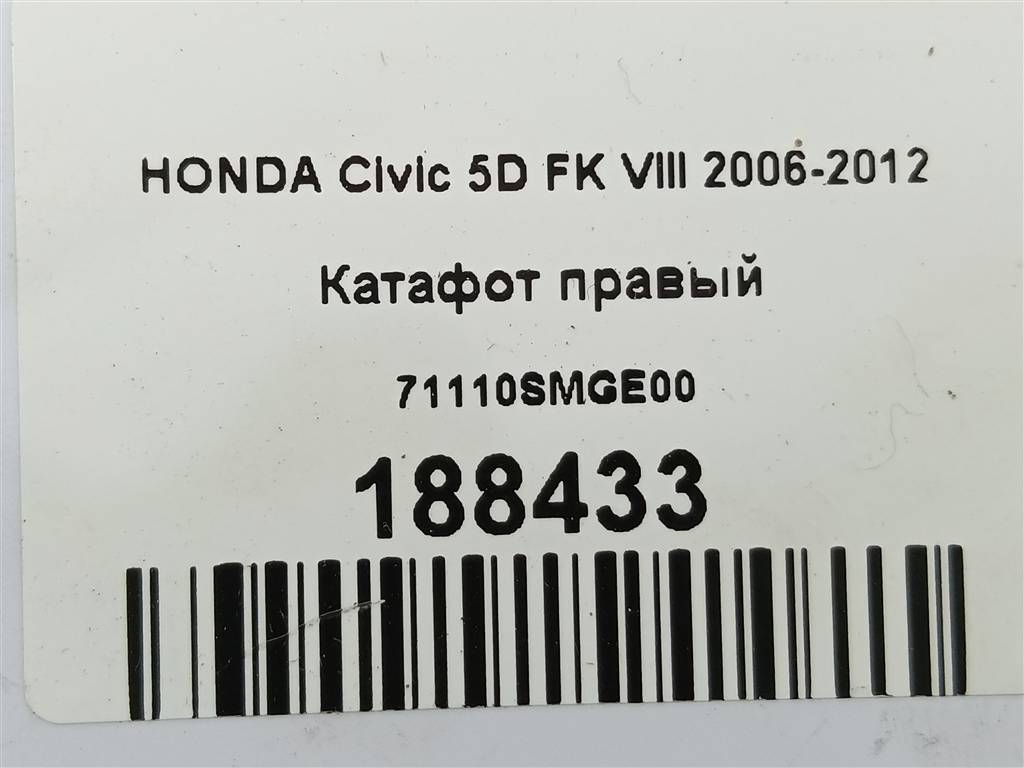 HONDA Civic 5D FK VIII 2006-2012
Катафот правый
71110SMGE00
188433